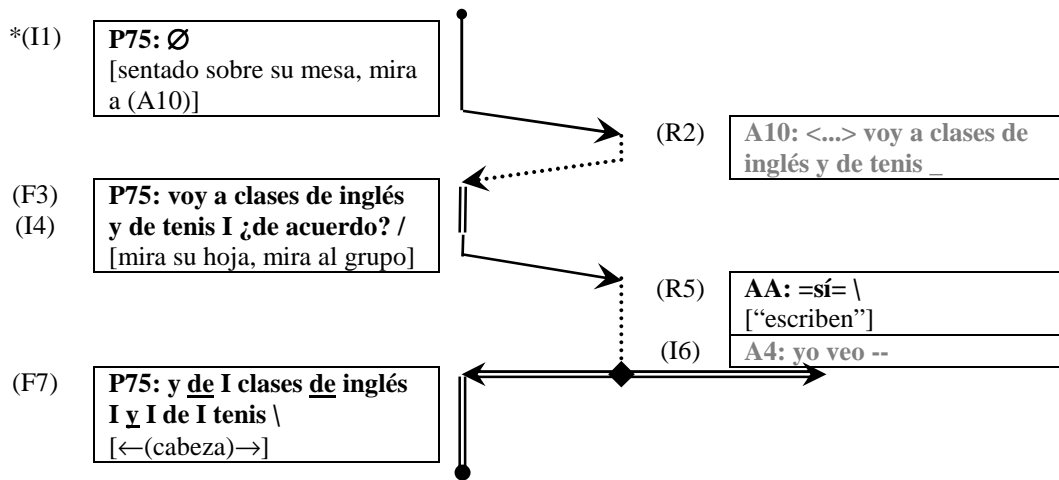 *(I1)
P75: Ø
[sentado sobre su mesa, mira
a (A10)]
(R2)
A10: <...> voy a clases de
inglés y de tenis _
(F3)
(I4)
P75: voy a clases de inglés
y de tenis I ¿de acuerdo? /
[mira su hoja, mira al grupo]
(R5)
AA: =sí= \
["escriben"]
(I6)
A4: yo veo --
(F7)
P75: y de I clases de inglés
I y I de I tenis \
[←(cabeza)→]